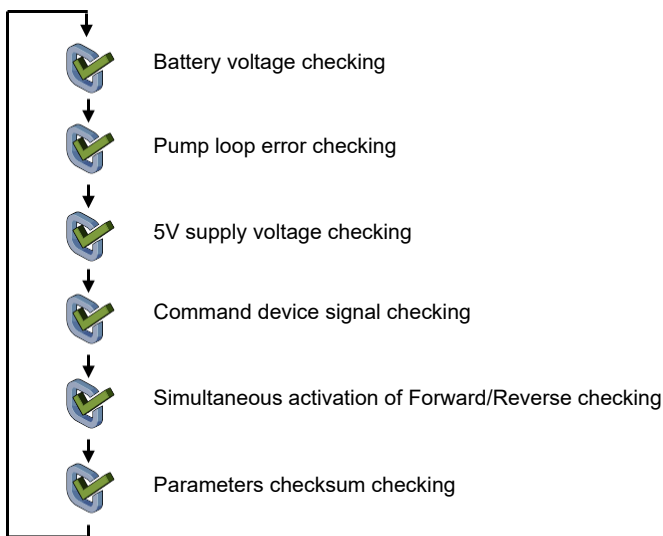 Battery voltage checking
Pump loop error checking
5V supply voltage checking
Command device signal checking
Simultaneous activation of Forward/Reverse checking
Parameters checksum checking